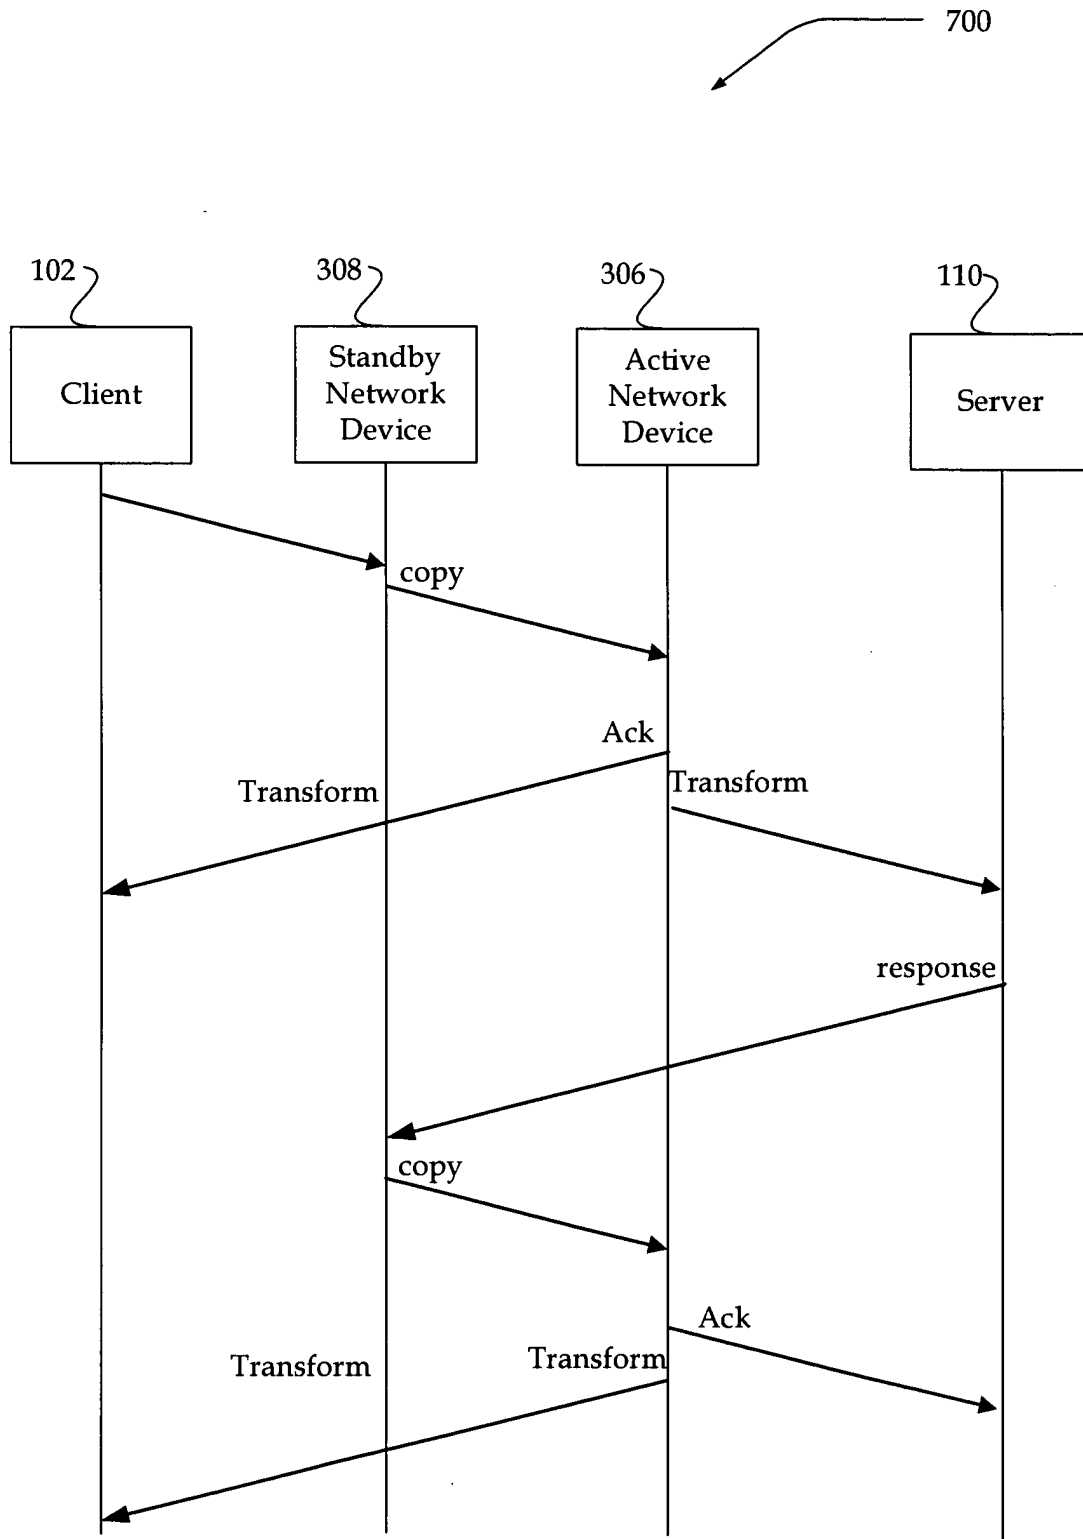 700
102
308
306
110
Client
Standby
Network
Device
Active
Network
Device
Server
copy
Ack
Transform
Transform
response
copy
Ack
Transform
Transform